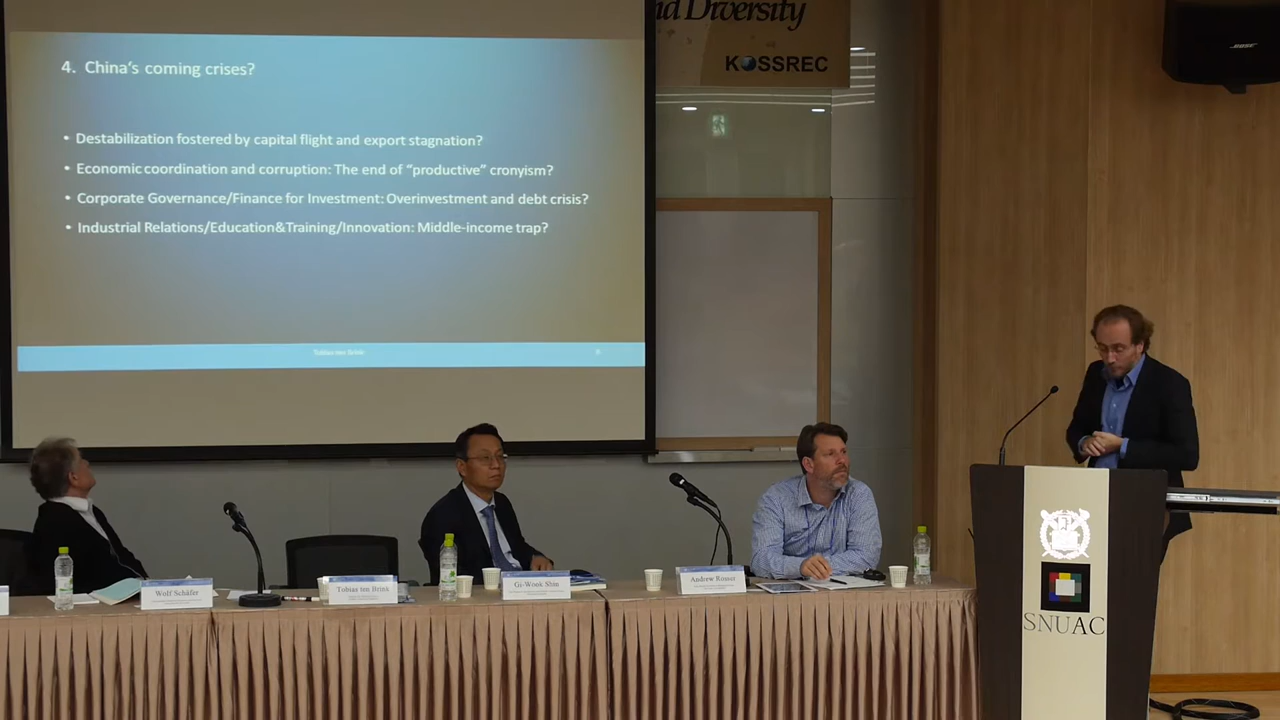 nd Diversity
KOSSREC
BOSE
4. China's coming crises?
• Destabilization fostered by capital flight and export stagnation?
• Economic coordination and corruption: The end of "productive" cronyism?
• Corporate Governance/Finance for Investment: Overinvestment and debt crisis?
• Industrial Relations/Education&Training/Innovation: Middle-income trap?
Tobias ten Brink
Wolf Schäfer
Tobias ten Brink
Gi-Wook Shin
Andrew Rosser
SNUAC